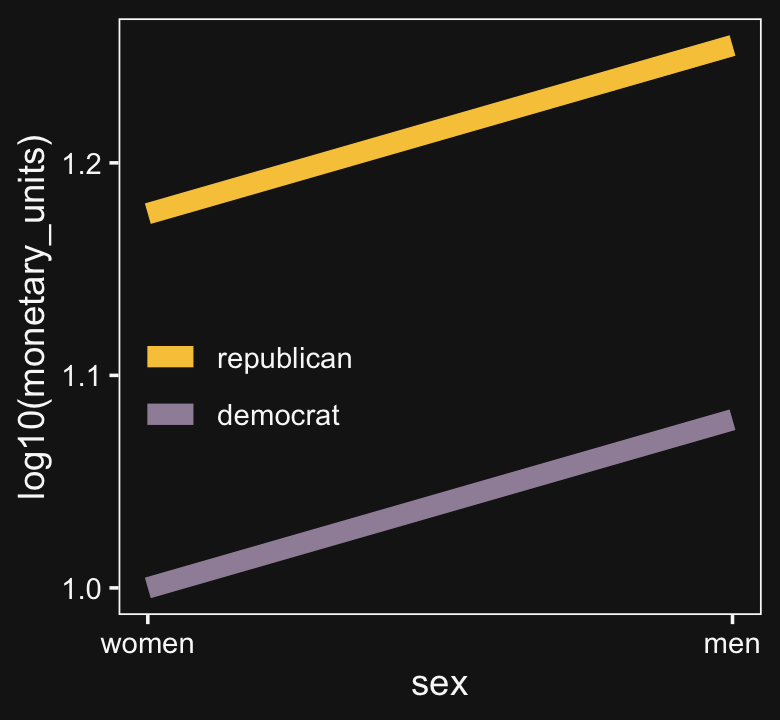 log10(monetary_units)
1.2
1.1
1.0
republican
democrat
women
men
sex